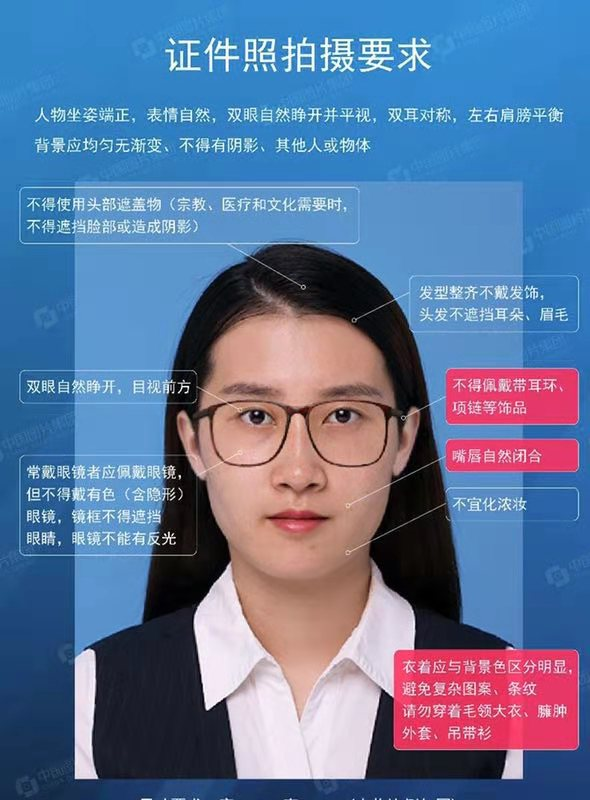 证件照拍摄要求
人物坐姿端正，表情自然，双眼自然睁开并平视，双耳对称，左右肩膀平衡
背景应均匀无渐变、不得有阴影、其他人或物体
不得使用头部遮盖物（宗教、医疗和文化需要时，
不得遮挡脸部或造成阴影）
发型整齐不戴发饰，
头发不遮挡耳朵、眉毛
双眼自然睁开，目视前方
不得佩戴带耳环、
项链等饰品
嘴唇自然闭合
常戴眼镜者应佩戴眼镜，
但不得戴有色（含隐形）
眼镜，镜框不得遮挡
眼睛，眼镜不能有反光
不宜化浓妆
衣着应与背景色区分明显，
避免复杂图案、条纹
请勿穿着毛领大衣、臃肿
外套、吊带衫